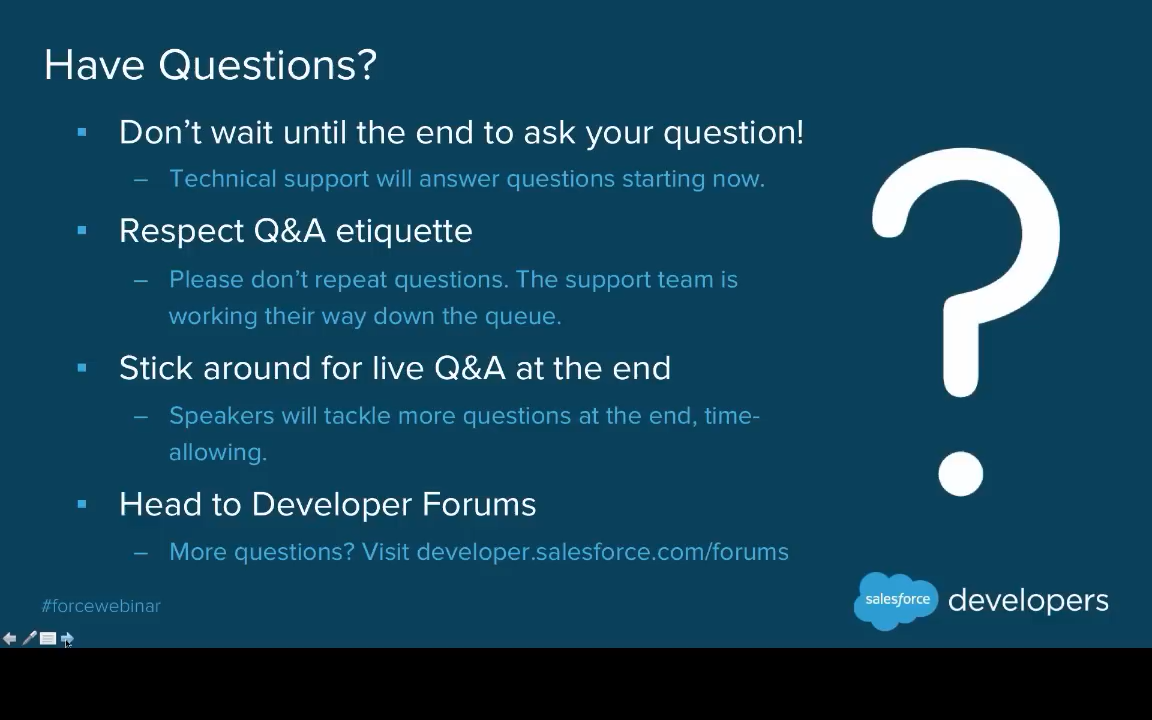 Have Questions?
▪ Don’t wait until the end to ask your question!
– Technical support will answer questions starting now.
▪ Respect Q&A etiquette
– Please don’t repeat questions. The support team is
working their way down the queue.
▪ Stick around for live Q&A at the end
– Speakers will tackle more questions at the end, time-
allowing.
▪ Head to Developer Forums
– More questions? Visit developer.salesforce.com/forums
?
#forcewebinar
salesforce developers